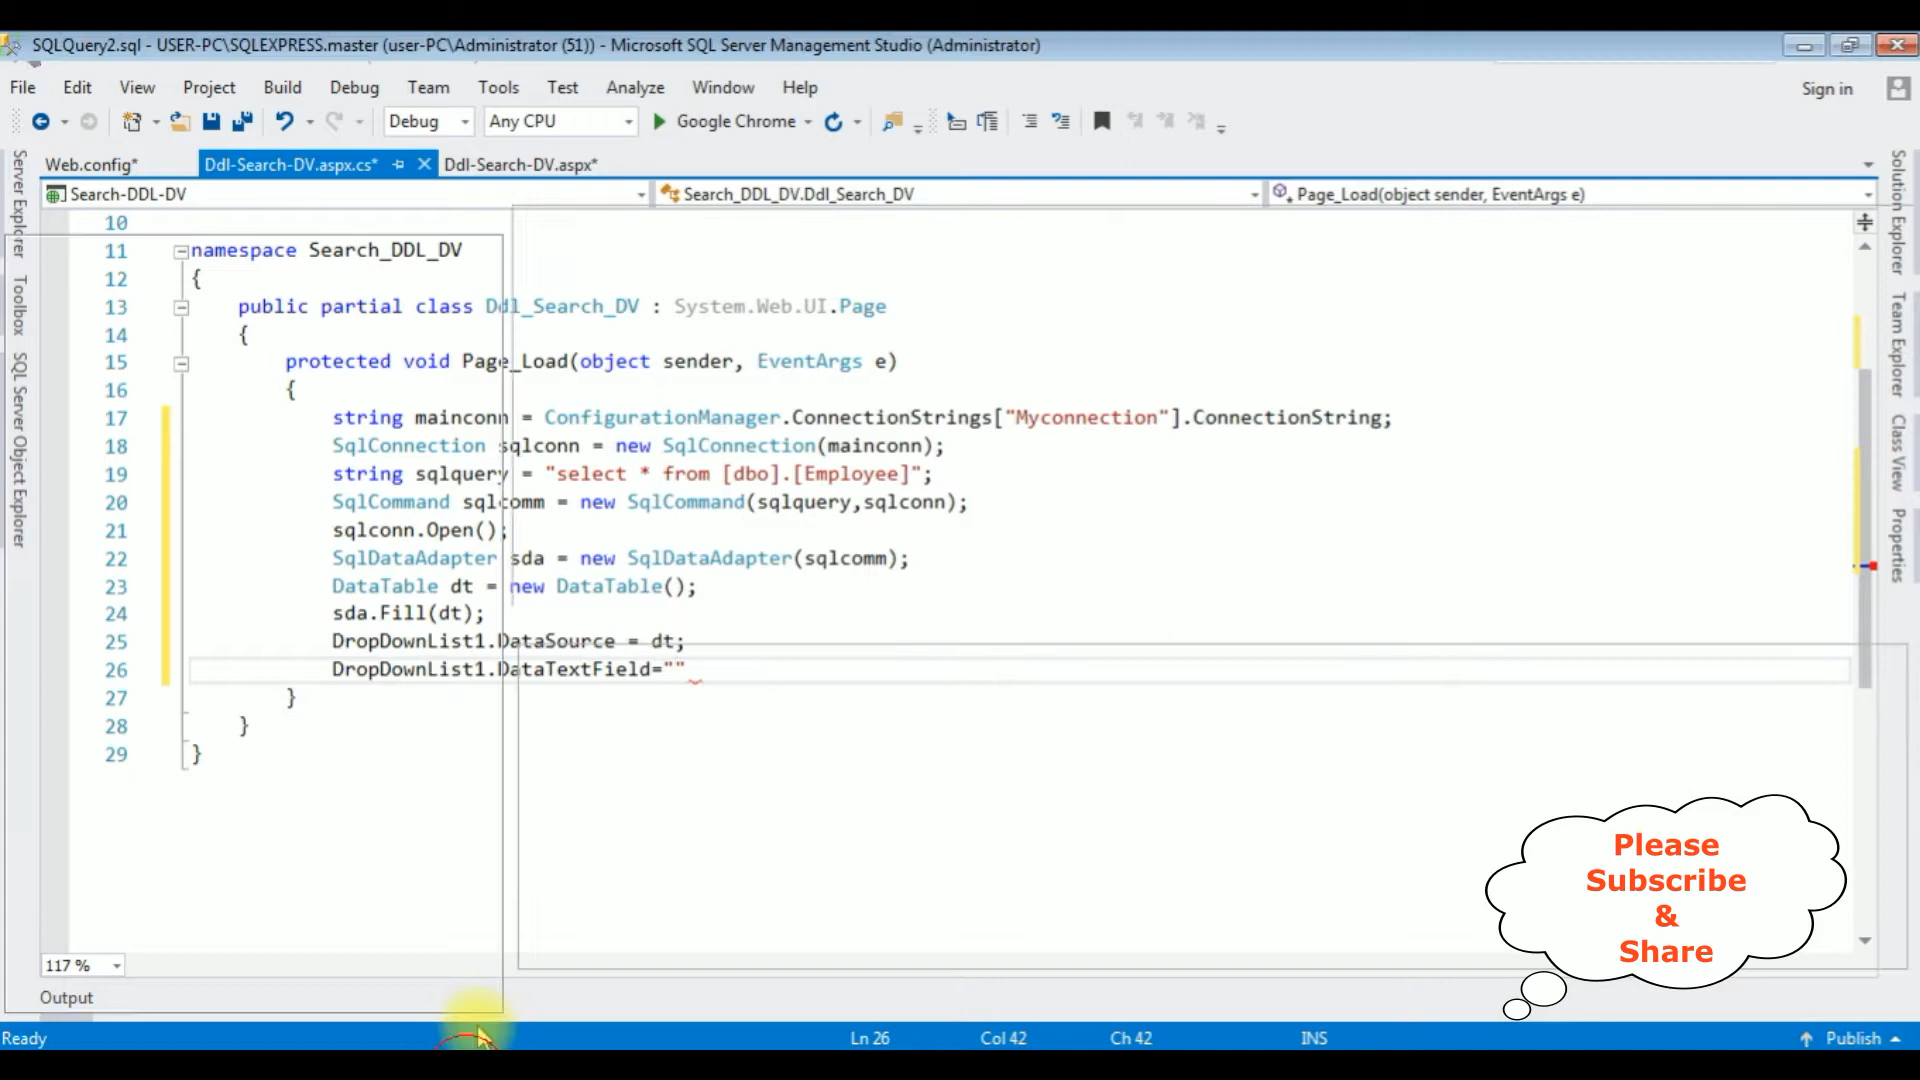 SQLQuery2.sql - USER-PC\SQLEXPRESS.master (user-PC\Administrator (51)) - Microsoft SQL Server Management Studio (Administrator)
File Edit View Project Build Debug Team Tools Test Analyze Window Help Sign in
Debug Any CPU Google Chrome
Web.config* Ddl-Search-DV.aspx.cs* Ddl-Search-DV.aspx*
Search-DDL-DV Search_DDL_DV.Ddl_Search_DV Page_Load(object sender, EventArgs e)
Server Explorer
Toolbox
SQL Server Object Explorer
10
11 namespace Search_DDL_DV
12 {
13 public partial class Ddl_Search_DV : System.Web.UI.Page
14 {
15 protected void Page_Load(object sender, EventArgs e)
16 {
17 string mainconn = ConfigurationManager.ConnectionStrings["Myconnection"].ConnectionString;
18 SqlConnection sqlconn = new SqlConnection(mainconn);
19 string sqlquery = "select * from [dbo].[Employee]";
20 SqlCommand sqlcomm = new SqlCommand(sqlquery,sqlconn);
21 sqlconn.Open();
22 SqlDataAdapter sda = new SqlDataAdapter(sqlcomm);
23 DataTable dt = new DataTable();
24 sda.Fill(dt);
25 DropDownList1.DataSource = dt;
26 DropDownList1.DataTextField=""
27 }
28 }
29 }
Solution Explorer
Team Explorer
Class View
Properties
Please
Subscribe
&
Share
117 %
Output
Ready Ln 26 Col 42 Ch 42 INS Publish